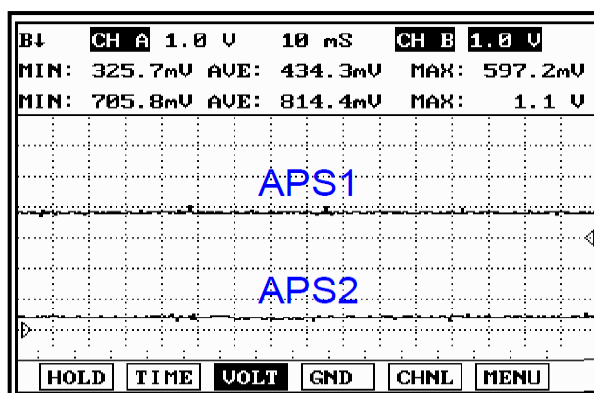 B↓ CH A 1.0 V 10 mS CH B 1.0 V
MIN: 325.7mV AVE: 434.3mV MAX: 597.2mV
MIN: 705.8mV AVE: 814.4mV MAX: 1.1 V
APS1
APS2
HOLD TIME VOLT GND CHNL MENU